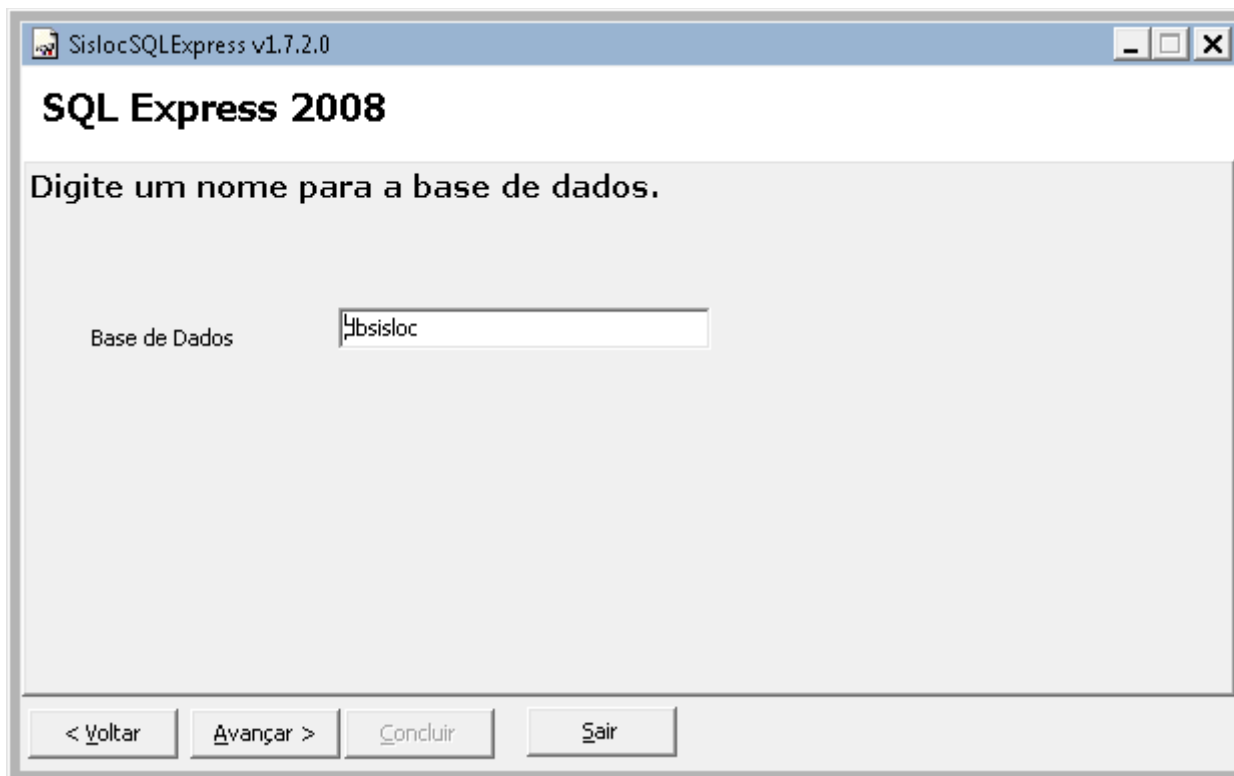 SislocSQLExpress v1.7.2.0
SQL Express 2008
Digite um nome para a base de dados.
Base de Dados
dbsisloc
< Voltar
Avançar >
Concluir
Sair